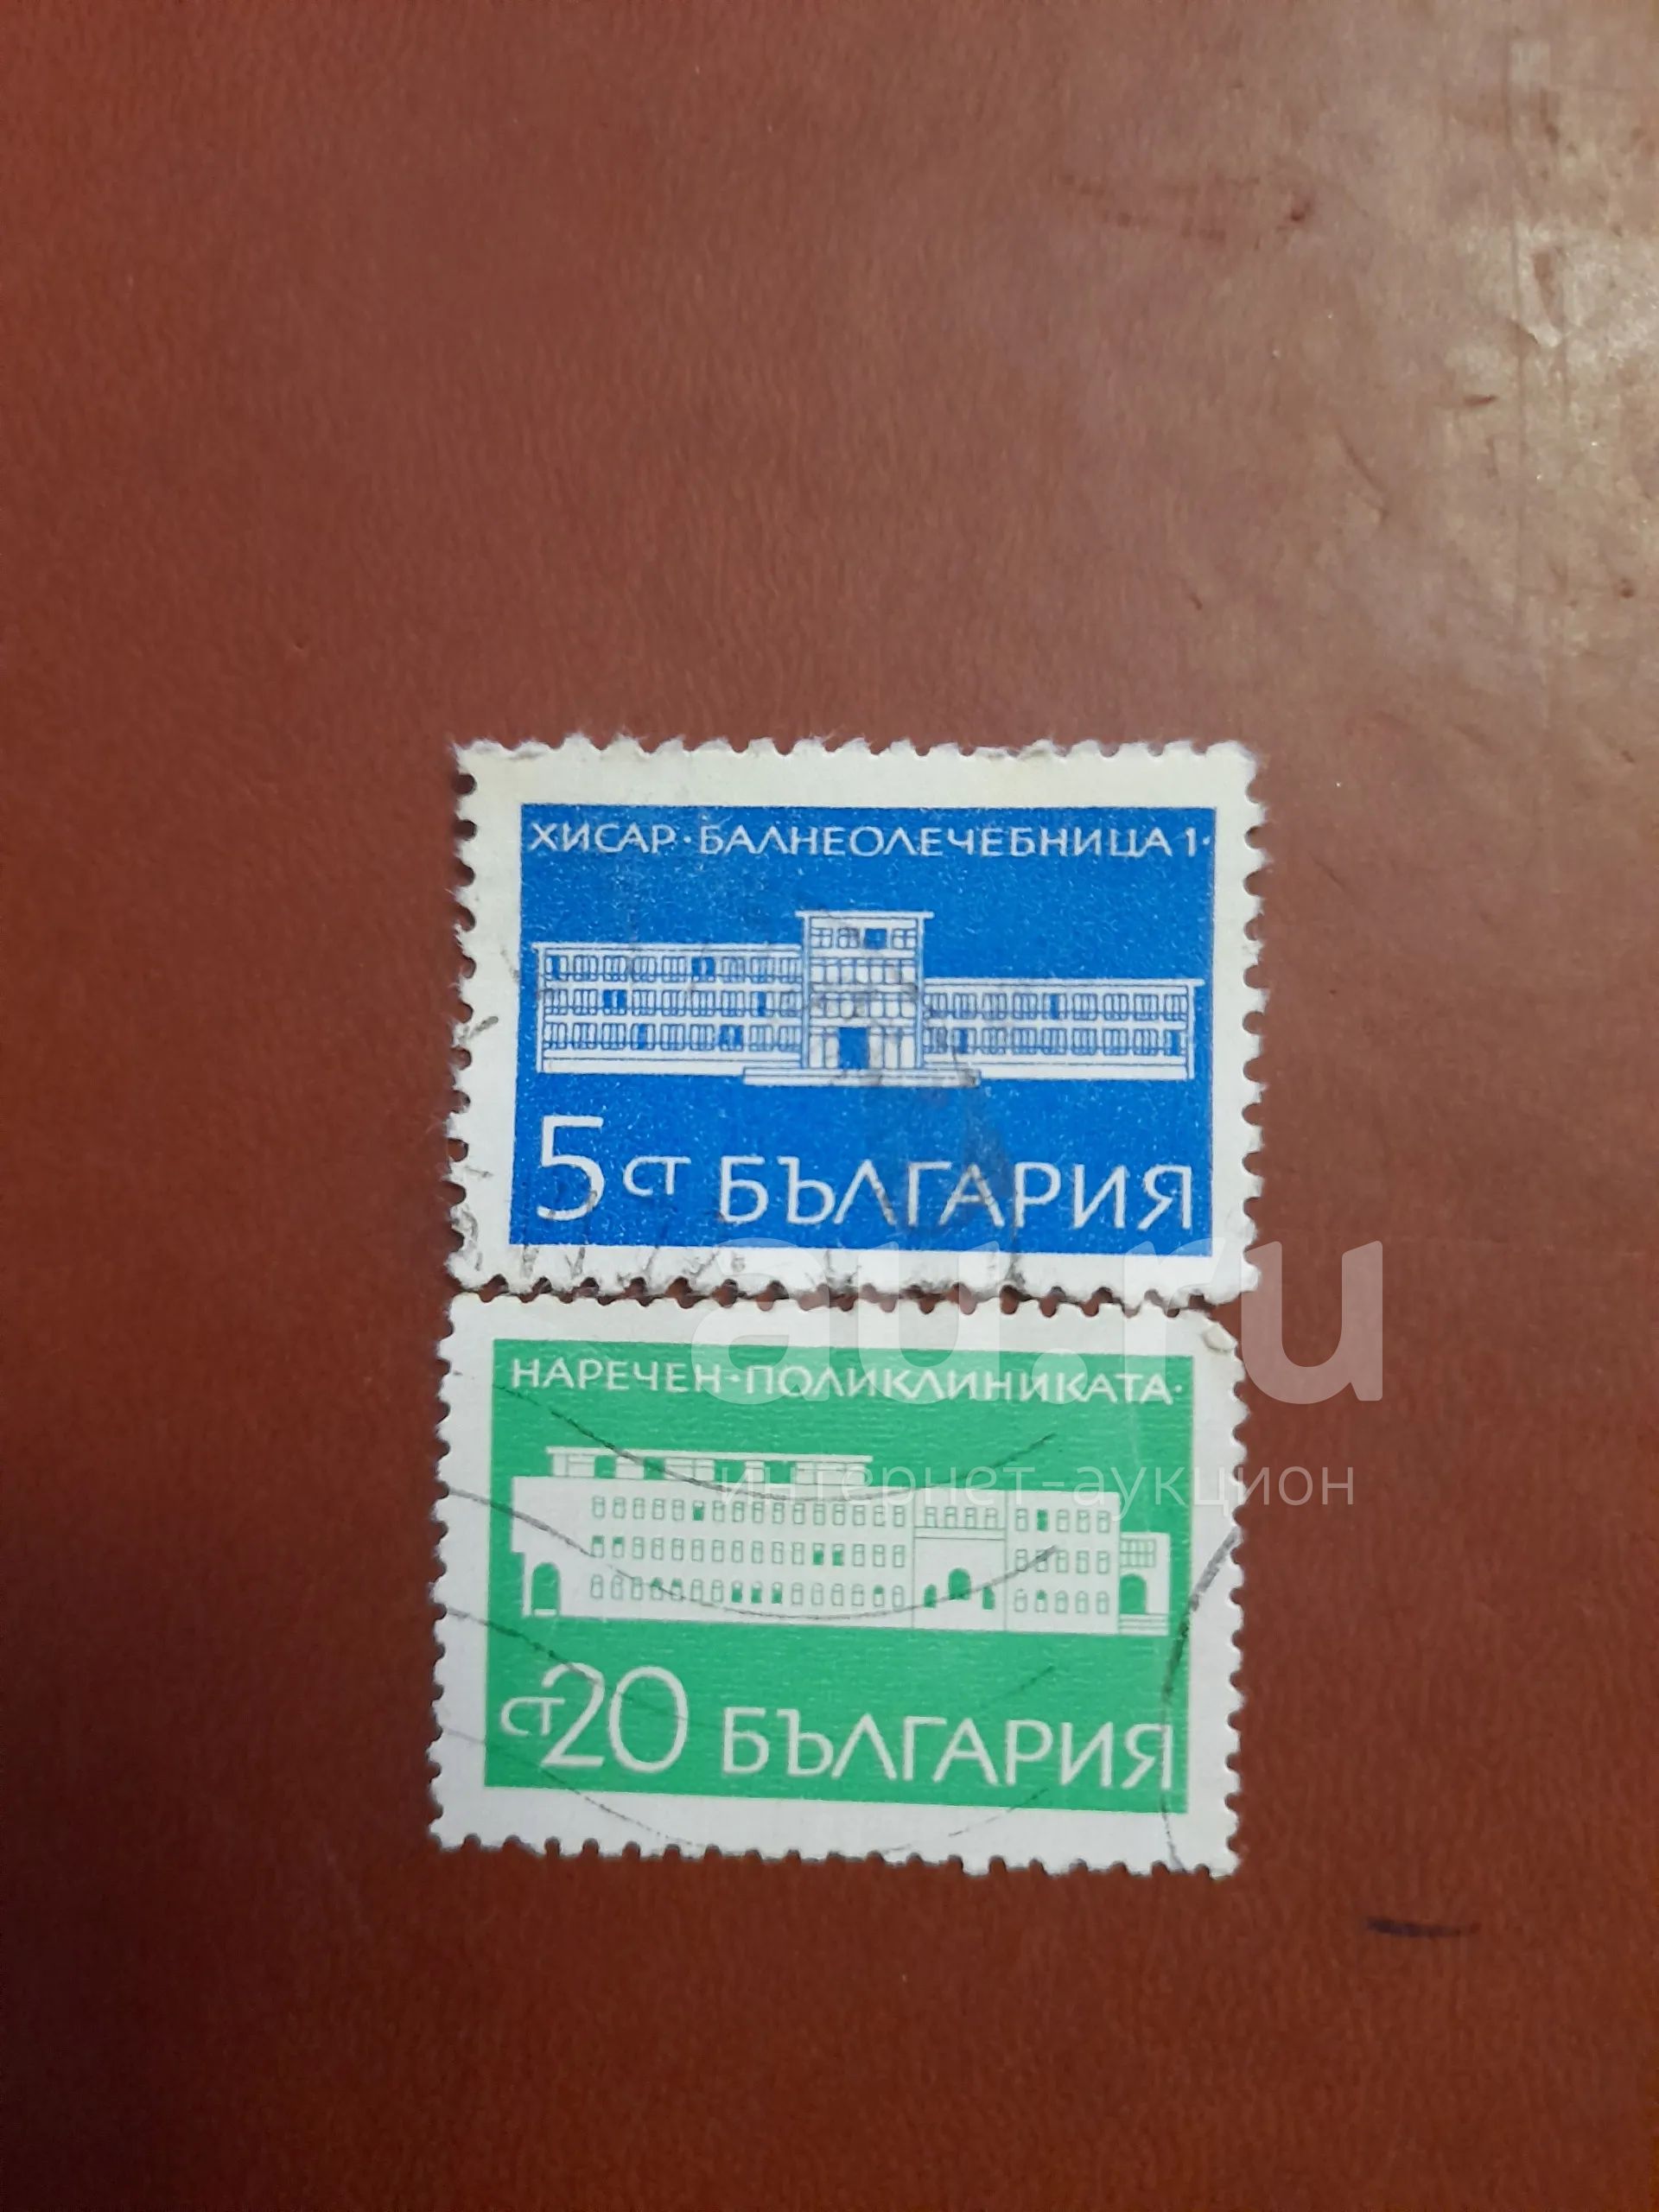 ХИСАР·БАЛНЕОЛЕЧЕБНИЦА 1·
5 СТ БЪЛГАРИЯ
au.ru
НАРЕЧЕН·ПОЛИКЛИНИКАТА·
интернет-аукцион
СТ 20 БЪЛГАРИЯ